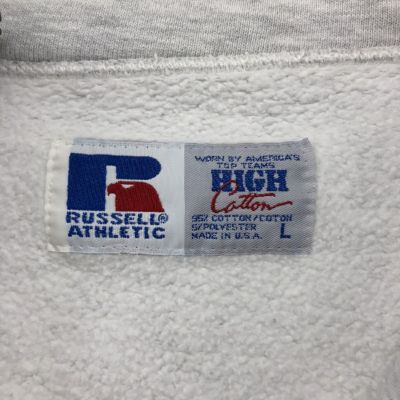 RUSSELL®
ATHLETIC
WORN BY AMERICA'S
TOP TEAMS
HIGH
Cotton
95% COTTON/COTON
5/POLYESTER
MADE IN U.S.A.
L